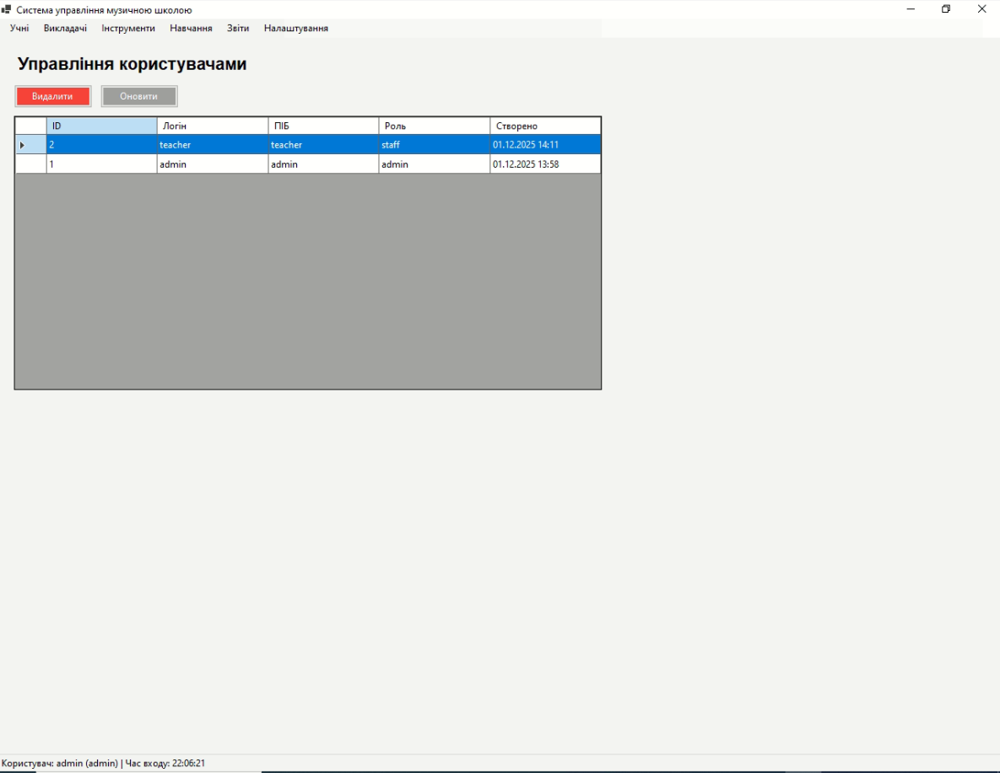 Система управління музичною школою
Учні Викладачі Інструменти Навчання Звіти Налаштування
Управління користувачами
Видалити Оновити
ID Логін ПІБ Роль Створено
2 teacher teacher staff 01.12.2025 14:11
1 admin admin admin 01.12.2025 13:58
Користувач: admin (admin) | Час входу: 22:06:21